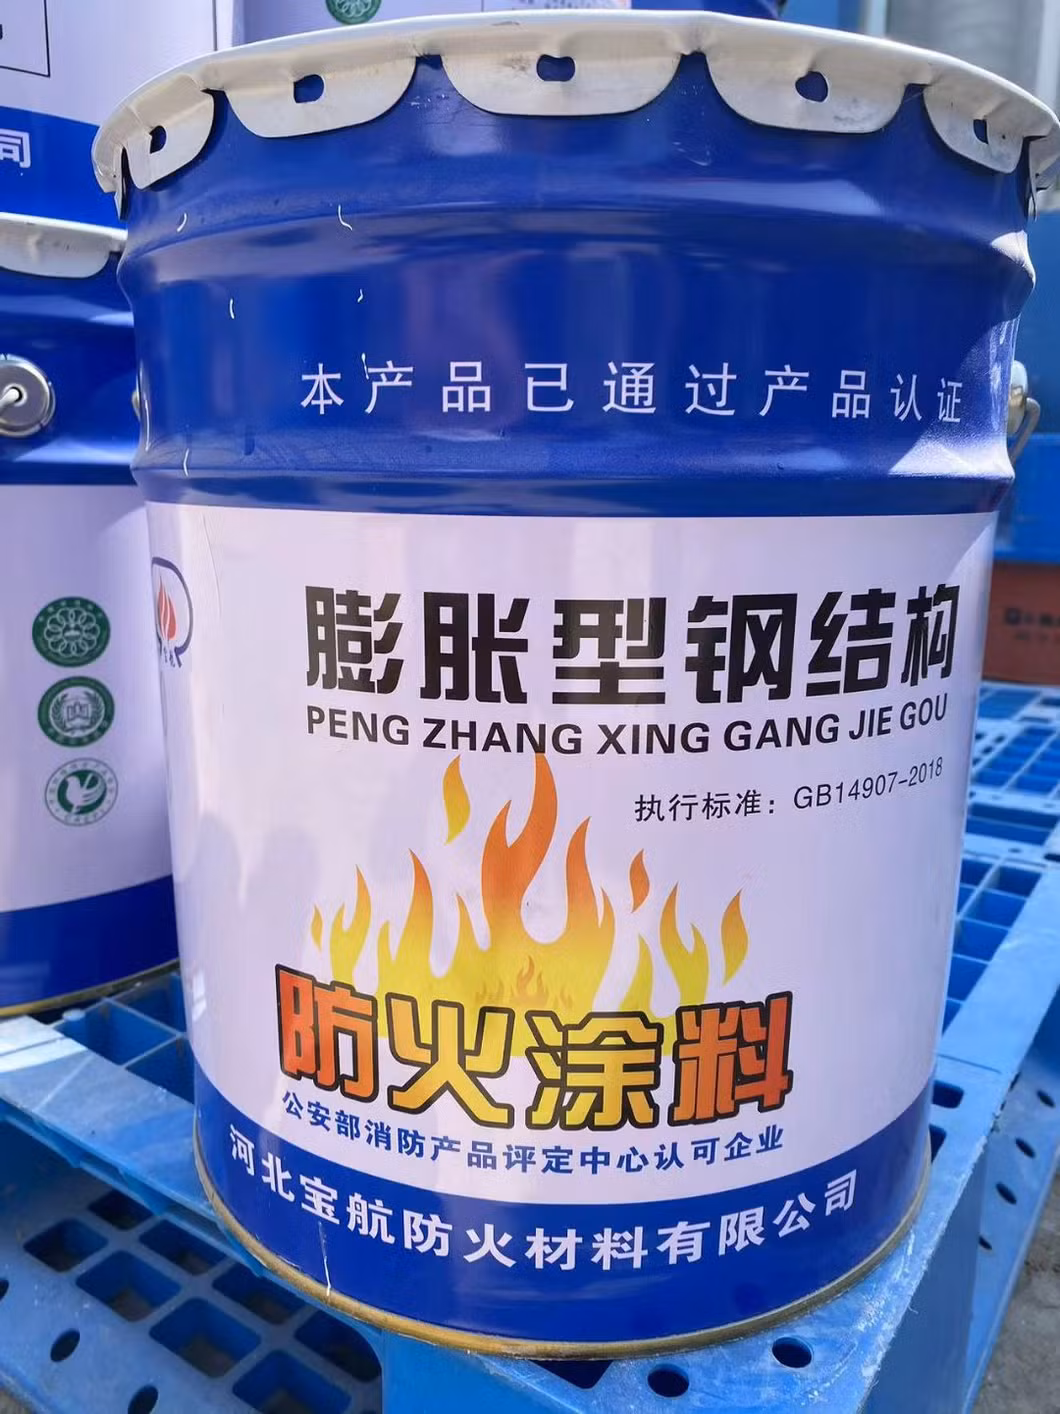 司
本产品已通过产品认证
膨胀型钢结构
PENG ZHANG XING GANG JIE GOU
执行标准：GB14907-2018
防火涂料
公安部消防产品评定中心认可企业
河北宝航防火材料有限公司